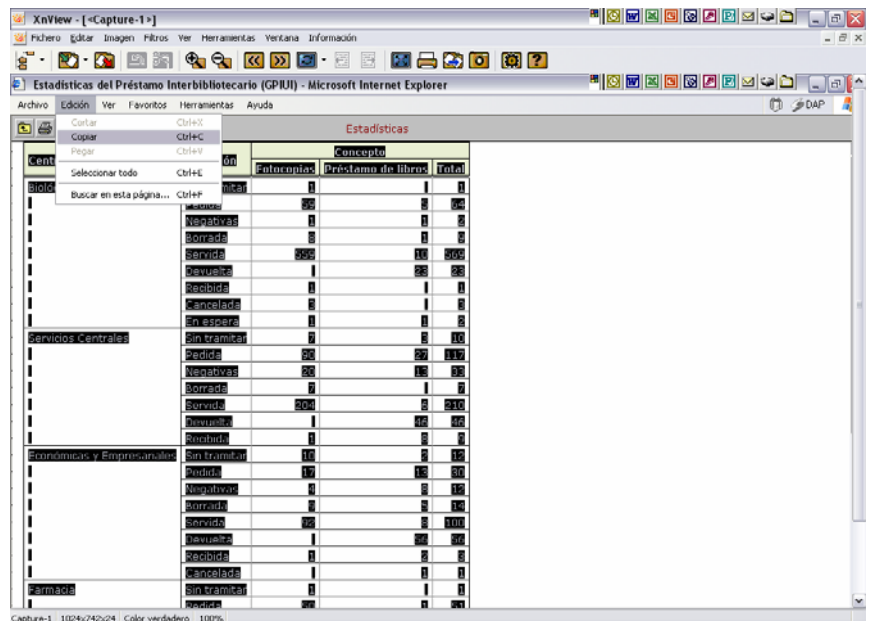 XnView - [<Capture-1>]
Fichero Editar Imagen Filtros Ver Herramientas Ventana Información
Estadísticas del Préstamo Interbibliotecario (GPIUI) - Microsoft Internet Explorer
Archivo Edición Ver Favoritos Herramientas Ayuda
DAP
Cortar Ctrl+X
Copiar Ctrl+C
Pegar Ctrl+V
Seleccionar todo Ctrl+E
Buscar en esta página... Ctrl+F
Estadísticas
Concepto
Fotocopias Préstamo de libros Total
1 1
Pedida 59 5 64
Negativas 1 1 2
Borrada 8 1 9
Servida 559 10 569
Devuelta 23 23
Recibida 1 1
Cancelada 3 3
En espera 1 1 2
Servicios Centrales Sin tramitar 7 3 10
Pedida 90 27 117
Negativas 20 13 33
Borrada 7 7
Servida 204 6 210
Devuelta 46 46
Recibida 1 8 9
Económicas y Empresariales Sin tramitar 10 2 12
Pedida 17 13 30
Negativas 4 8 12
Borrada 9 5 14
Servida 92 8 100
Devuelta 56 56
Recibida 1 2 3
Cancelada 1 1
Farmacia Sin tramitar 1 1
Pedida 50 1 51
Capture-1 1024x742x24 Color verdadero 100%